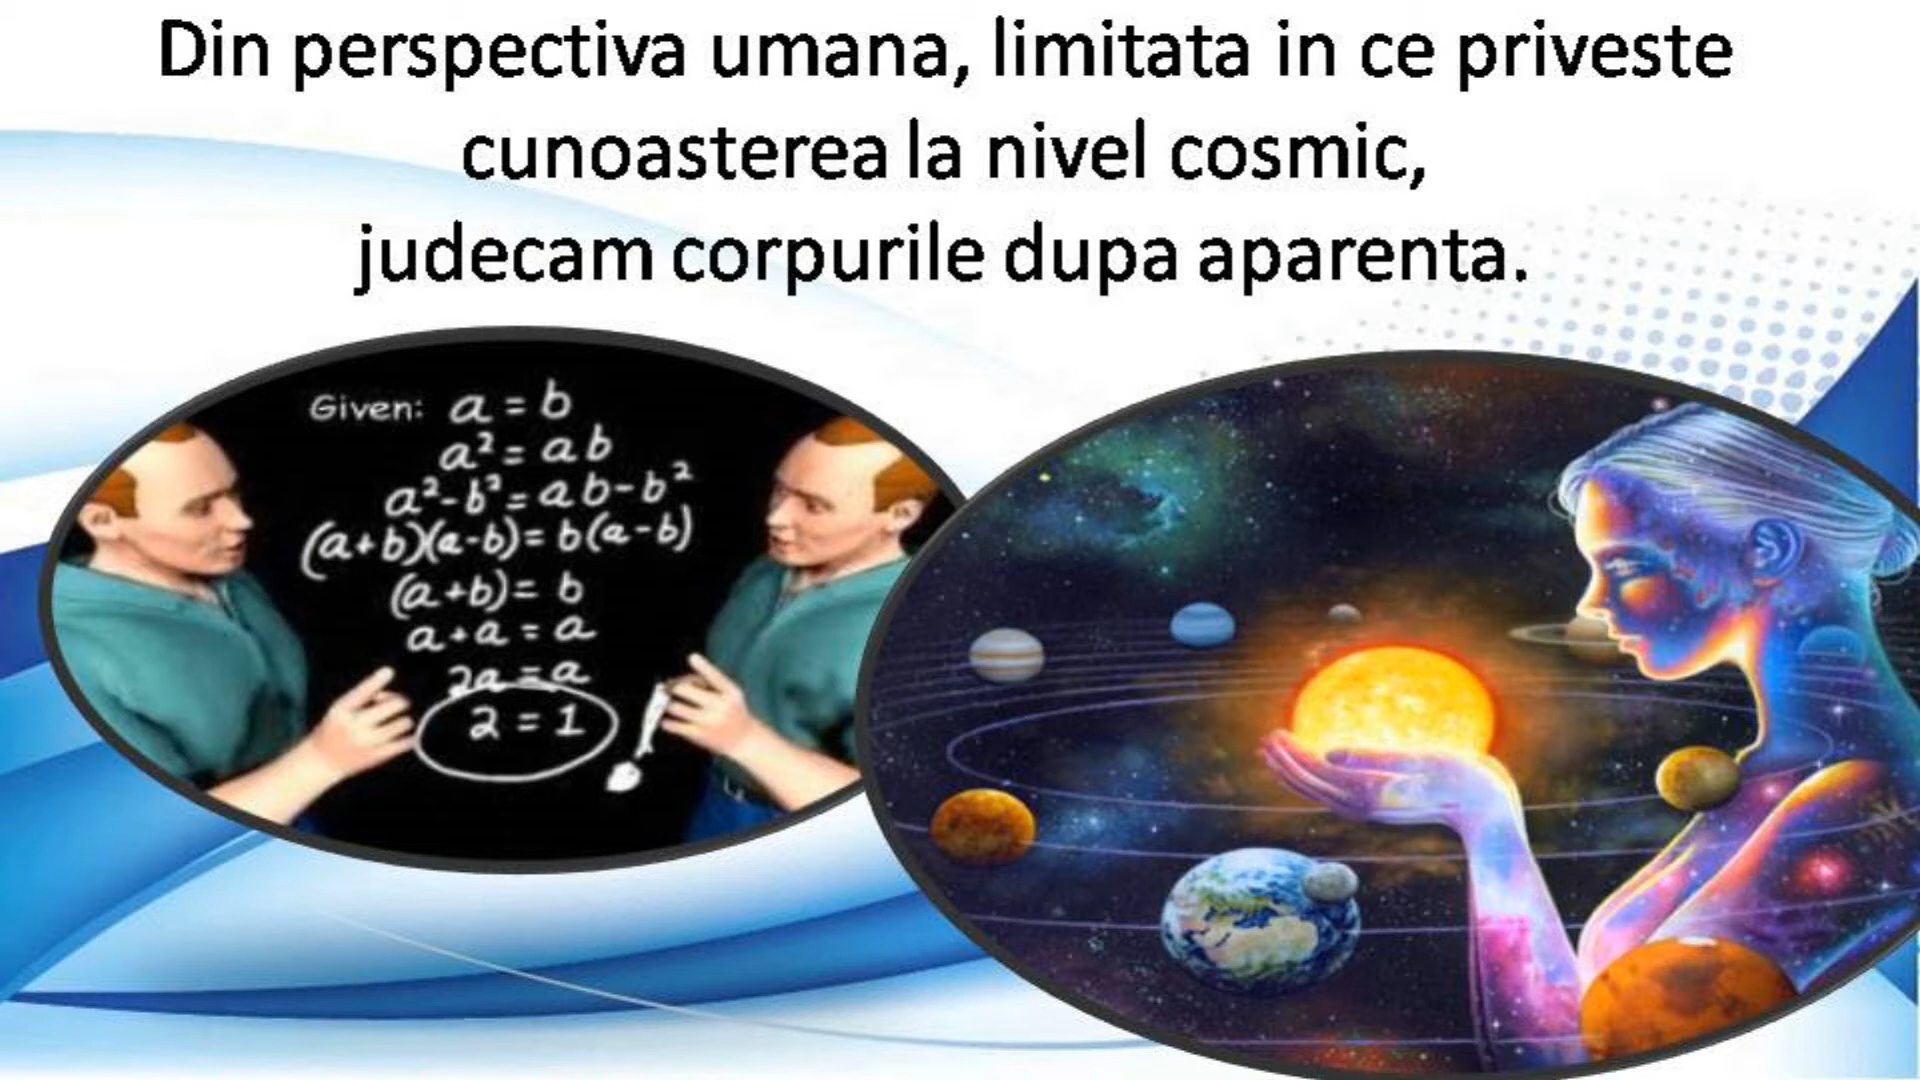 Din perspectiva umana, limitata in ce priveste
cunoasterea la nivel cosmic,
judecam corpurile dupa aparenta.
Given: a = b
a² = ab
a²-b² = ab-b²
(a+b)(a-b) = b(a-b)
(a+b) = b
a+a = a
2a = a
2 = 1 !